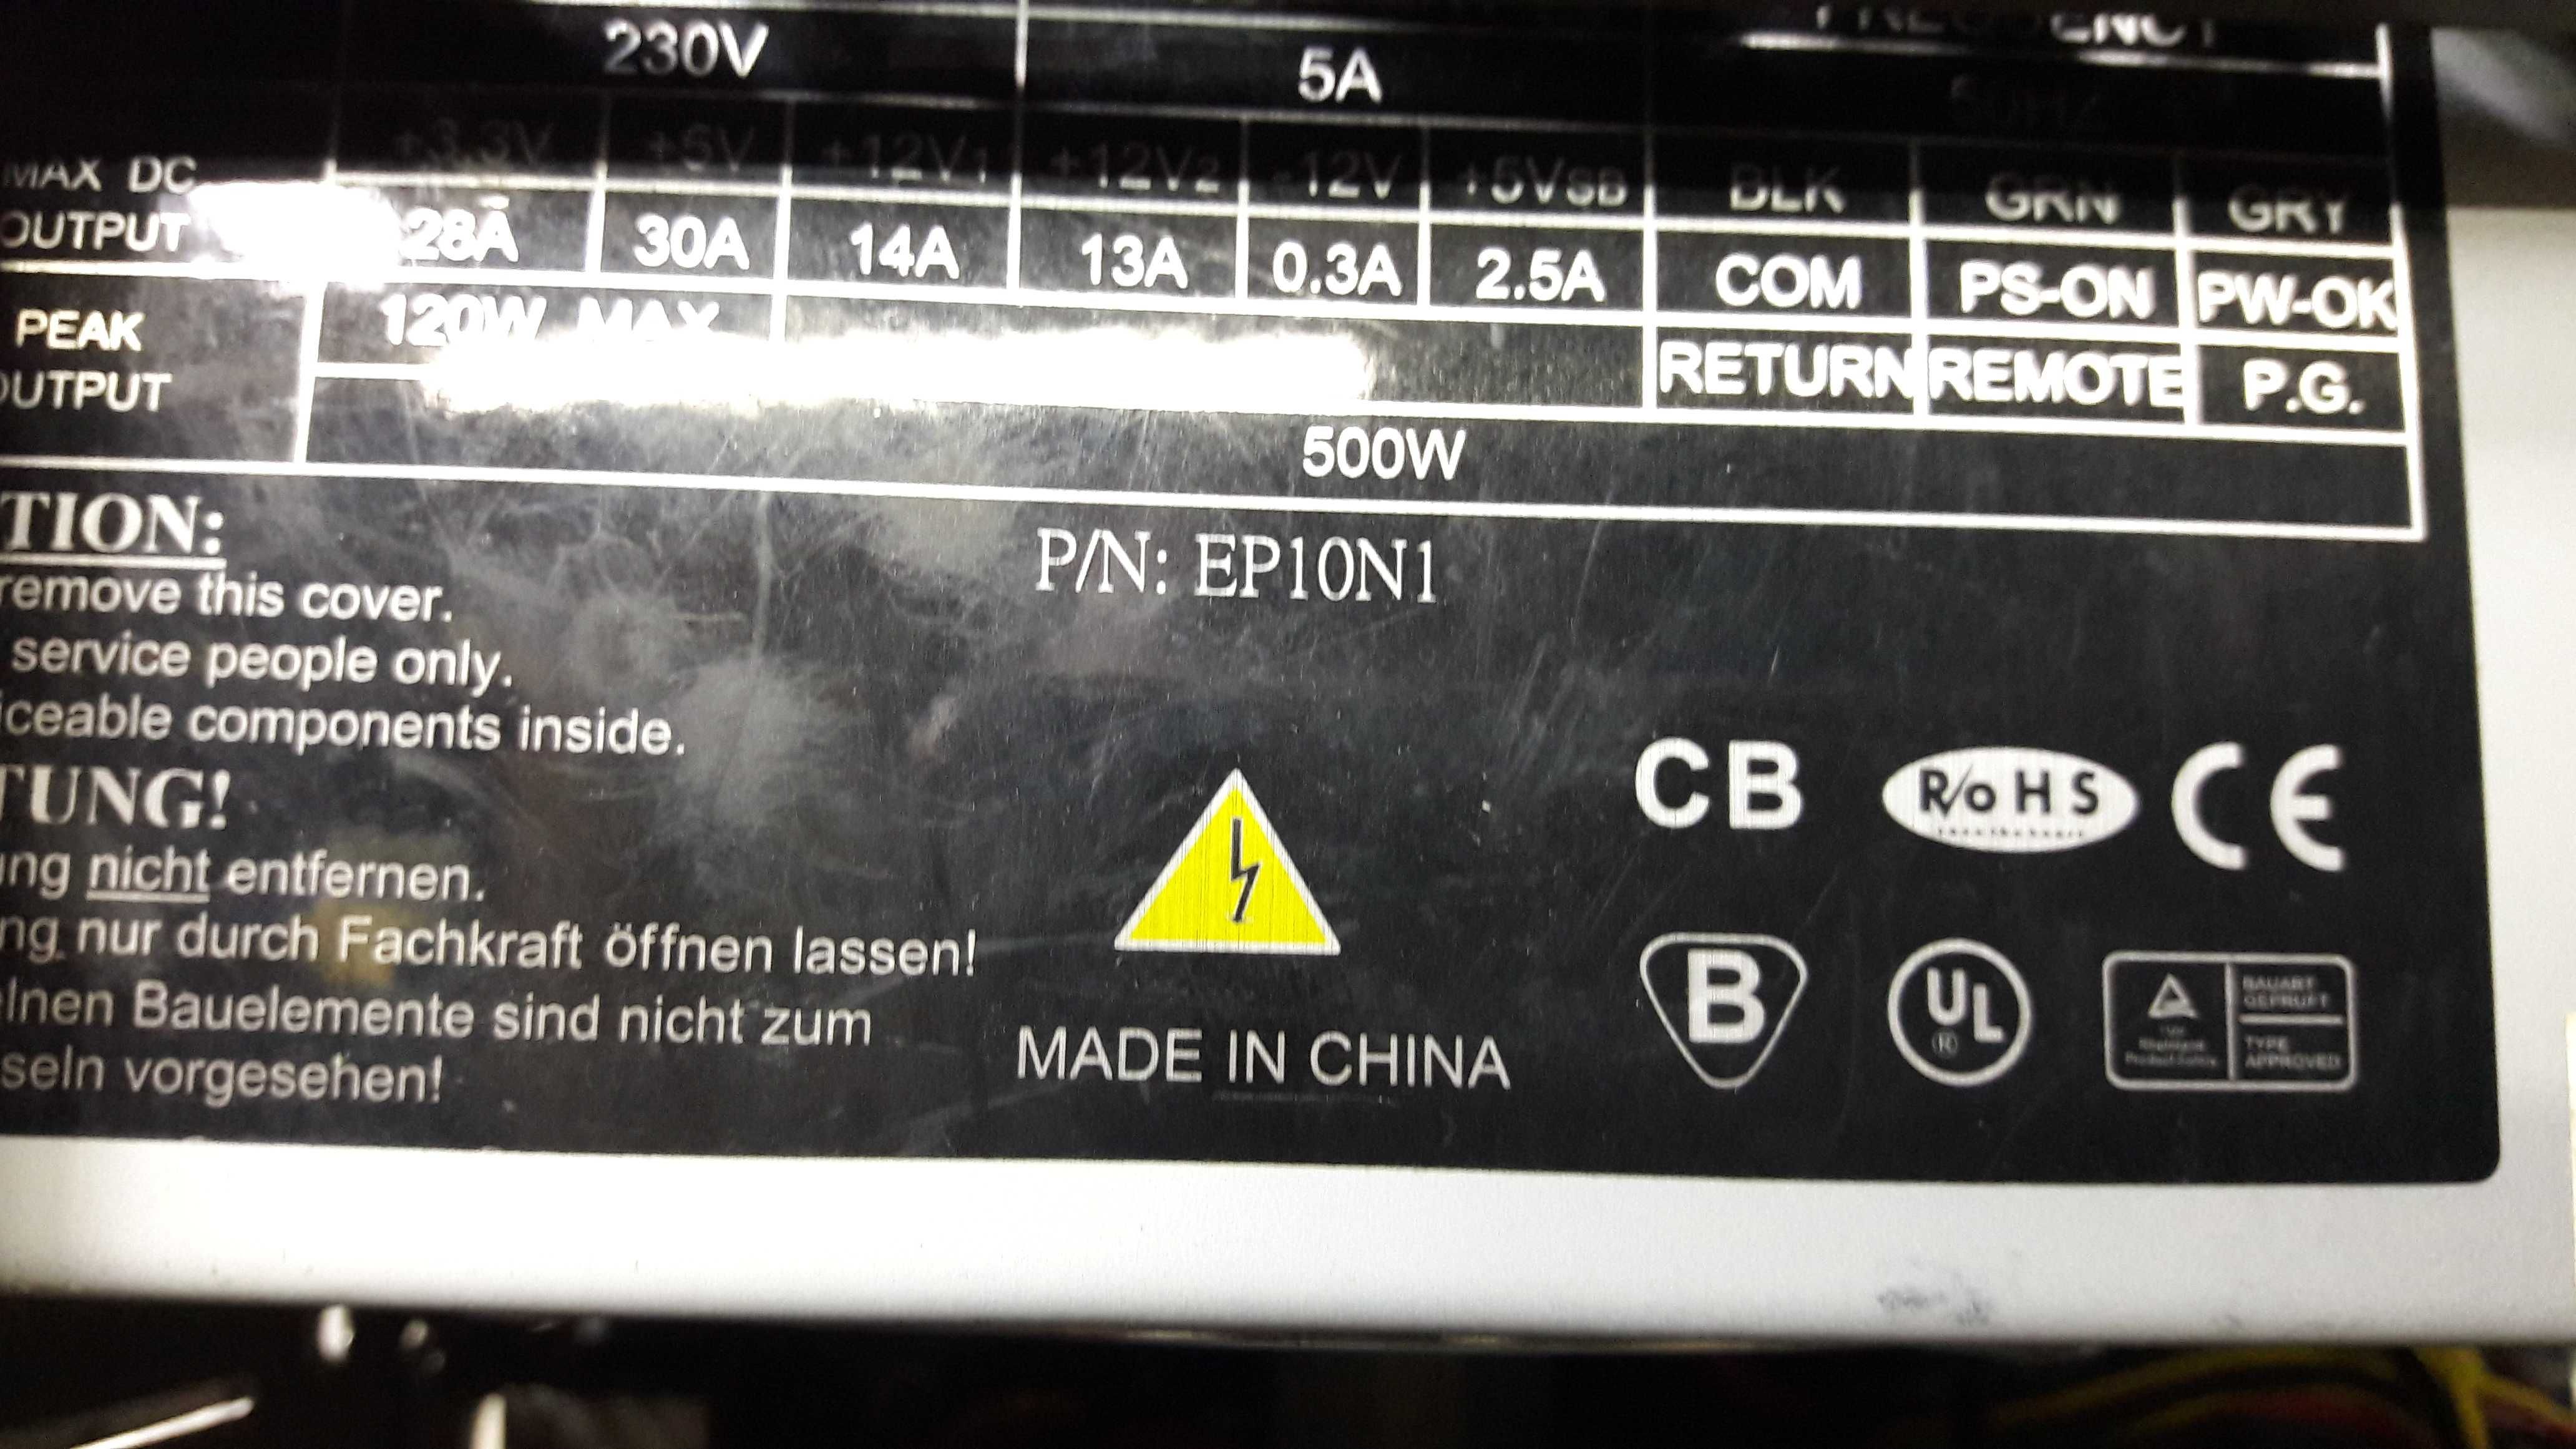 230V 5A
50HZ
+3.3V +5V +12V1 +12V2 -12V +5VSB BLK GRN GRY
MAX DC
OUTPUT 28A 30A 14A 13A 0.3A 2.5A COM PS-ON PW-OK
120W MAX RETURN REMOTE P.G.
PEAK
OUTPUT
500W
TION:
remove this cover.
service people only.
iceable components inside.
TUNG!
ung nicht entfernen.
ng nur durch Fachkraft öffnen lassen!
elnen Bauelemente sind nicht zum
seln vorgesehen!
P/N: EP10N1
MADE IN CHINA
CB RoHS CE
B UL ®
BAUART
GEPRÜFT
TYPE
APPROVED